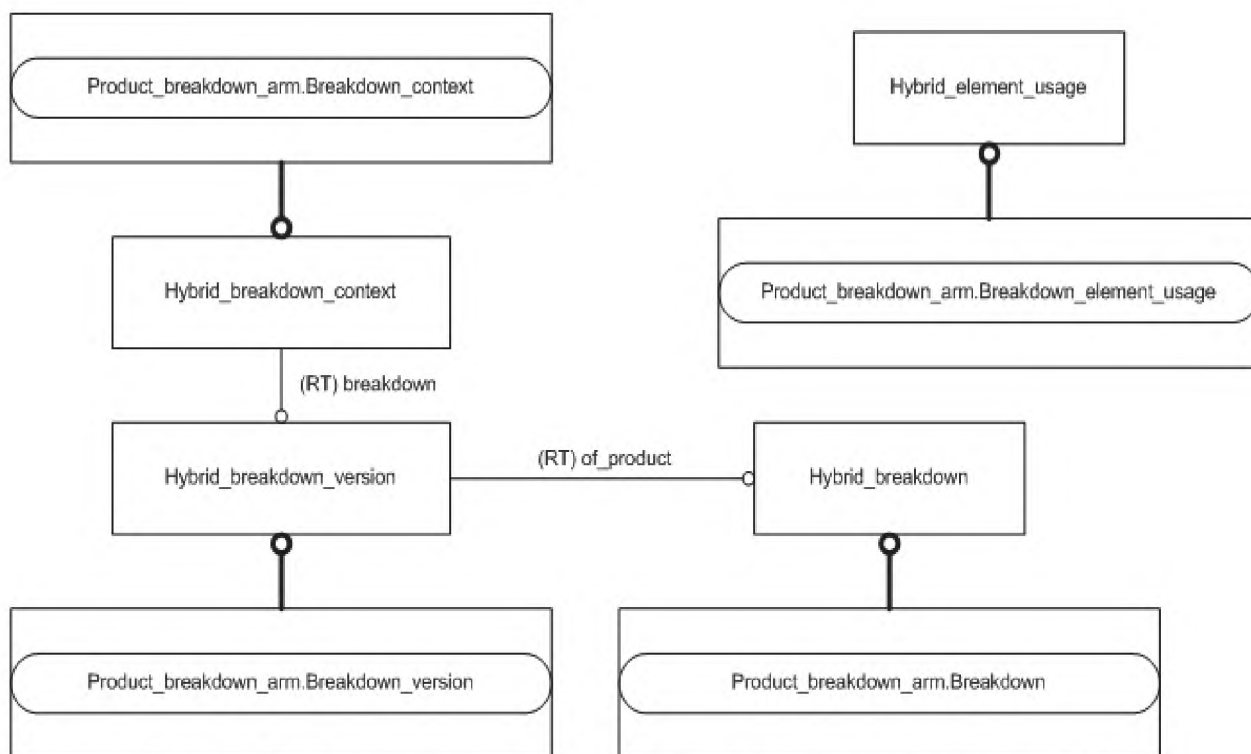 Product_breakdown_arm.Breakdown_context
Hybrid_element_usage
Hybrid_breakdown_context
Product_breakdown_arm.Breakdown_element_usage
(RT) breakdown
Hybrid_breakdown_version
(RT) of_product
Hybrid_breakdown
Product_breakdown_arm.Breakdown_version
Product_breakdown_arm.Breakdown